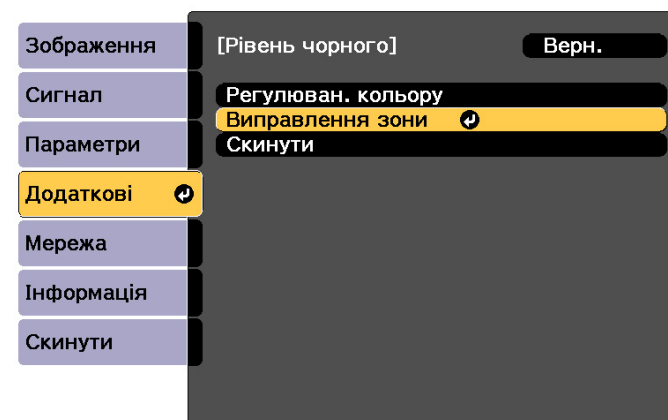 Зображення
Сигнал
Параметри
Додаткові
Мережа
Інформація
Скинути
[Рівень чорного] Верн.
Регулюван. кольору
Виправлення зони
Скинути